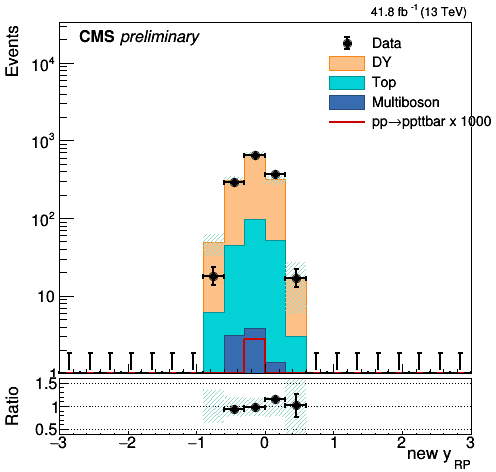 41.8 fb⁻¹ (13 TeV)
CMS preliminary
Events
Data
DY
Top
Multiboson
pp→ppttbar x 1000
10⁴
10³
10²
10
1
Ratio
1.5
1
0.5
−3 −2 −1 0 1 2 3
new y_RP